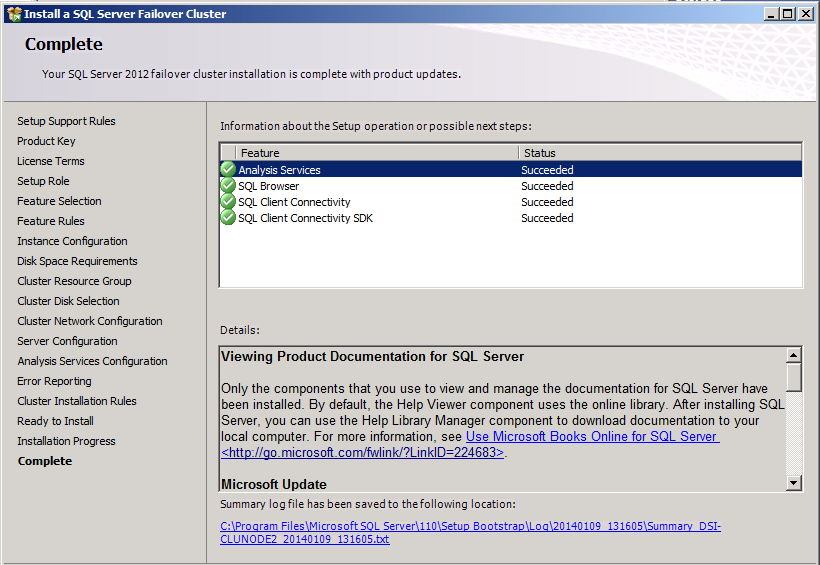 Install a SQL Server Failover Cluster
Complete
Your SQL Server 2012 failover cluster installation is complete with product updates.
Setup Support Rules
Product Key
License Terms
Setup Role
Feature Selection
Feature Rules
Instance Configuration
Disk Space Requirements
Cluster Resource Group
Cluster Disk Selection
Cluster Network Configuration
Server Configuration
Analysis Services Configuration
Error Reporting
Cluster Installation Rules
Ready to Install
Installation Progress
Complete
Information about the Setup operation or possible next steps:
Feature Status
Analysis Services Succeeded
SQL Browser Succeeded
SQL Client Connectivity Succeeded
SQL Client Connectivity SDK Succeeded
Details:
Viewing Product Documentation for SQL Server
Only the components that you use to view and manage the documentation for SQL Server have
been installed. By default, the Help Viewer component uses the online library. After installing SQL
Server, you can use the Help Library Manager component to download documentation to your
local computer. For more information, see Use Microsoft Books Online for SQL Server
<http://go.microsoft.com/fwlink/?LinkID=224683>.
Microsoft Update
Summary log file has been saved to the following location:
C:\Program Files\Microsoft SQL Server\110\Setup Bootstrap\Log\20140109_131605\Summary_DSI-
CLUNODE2_20140109_131605.txt